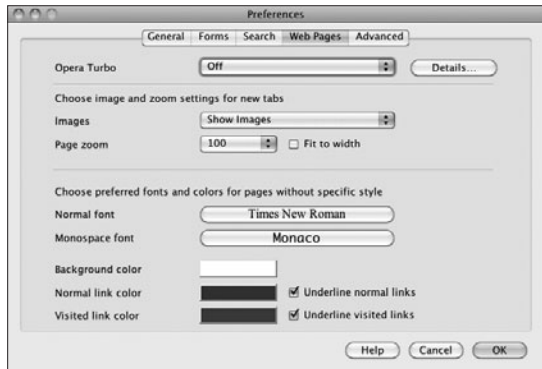 Preferences
General Forms Search Web Pages Advanced
Opera Turbo Off Details...
Choose image and zoom settings for new tabs
Images Show Images
Page zoom 100 Fit to width
Choose preferred fonts and colors for pages without specific style
Normal font Times New Roman
Monospace font Monaco
Background color
Normal link color Underline normal links
Visited link color Underline visited links
Help Cancel OK